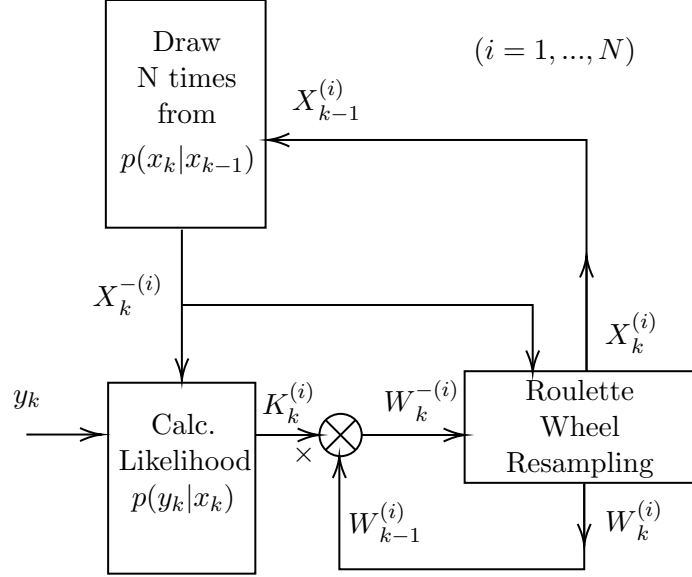 Draw
N times
from
p(x_k|x_{k-1})
(i = 1, ..., N)
X_{k-1}^{(i)}
X_k^{-(i)}
X_k^{(i)}
y_k
Calc.
Likelihood
p(y_k|x_k)
K_k^{(i)}
×
W_k^{-(i)}
Roulette
Wheel
Resampling
W_{k-1}^{(i)}
W_k^{(i)}